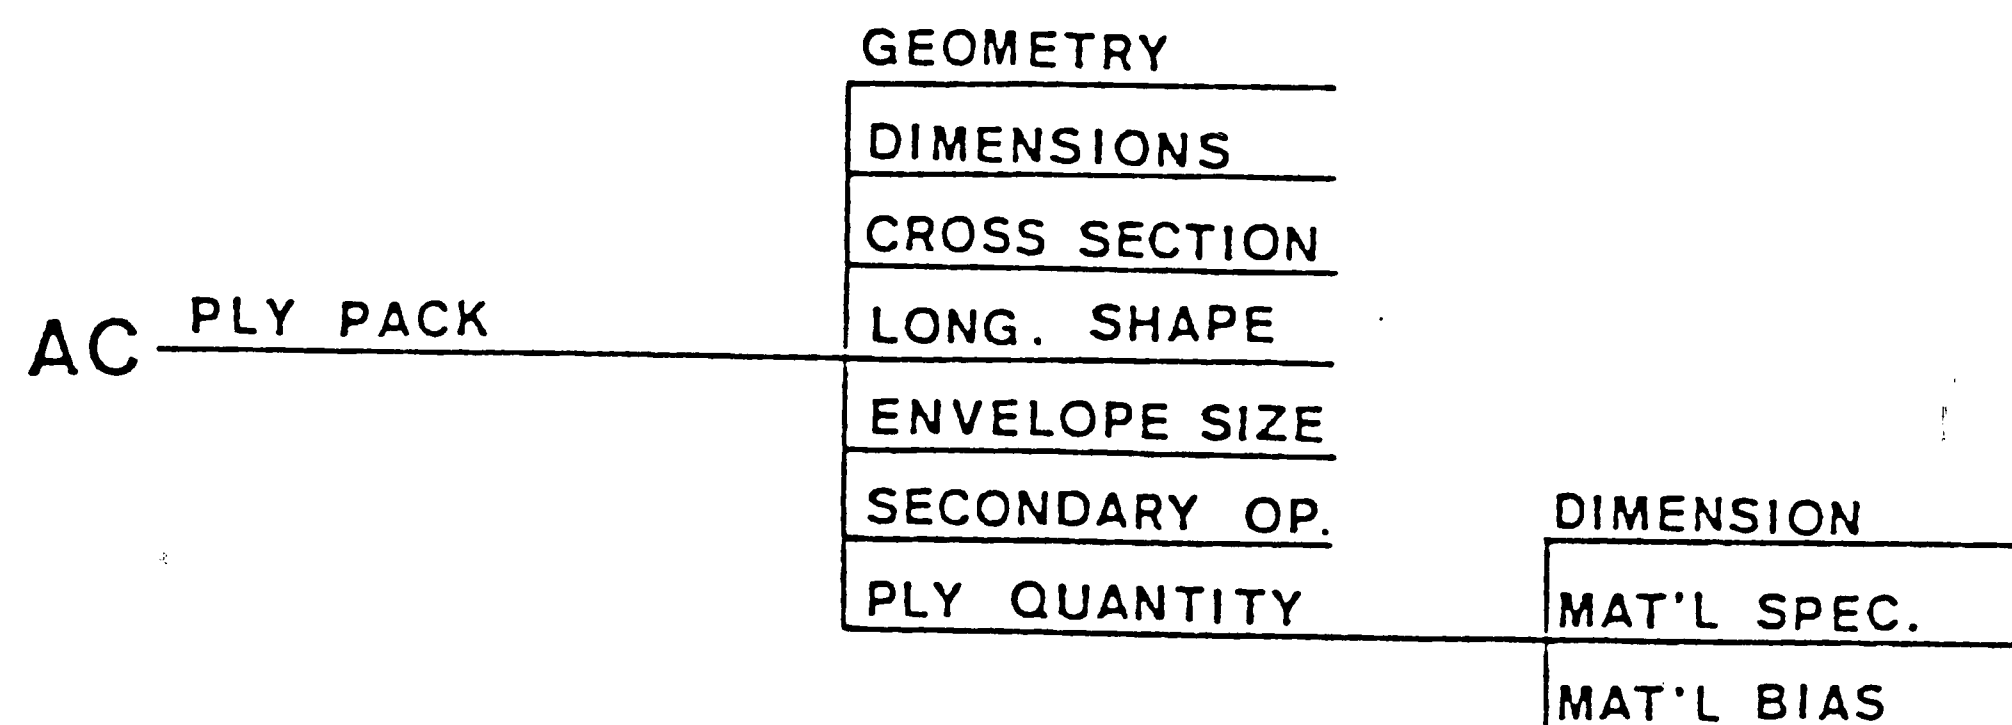 GEOMETRY
DIMENSIONS
CROSS SECTION
AC PLY PACK
LONG. SHAPE
ENVELOPE SIZE
SECONDARY OP.
PLY QUANTITY
DIMENSION
MAT'L SPEC.
MAT'L BIAS